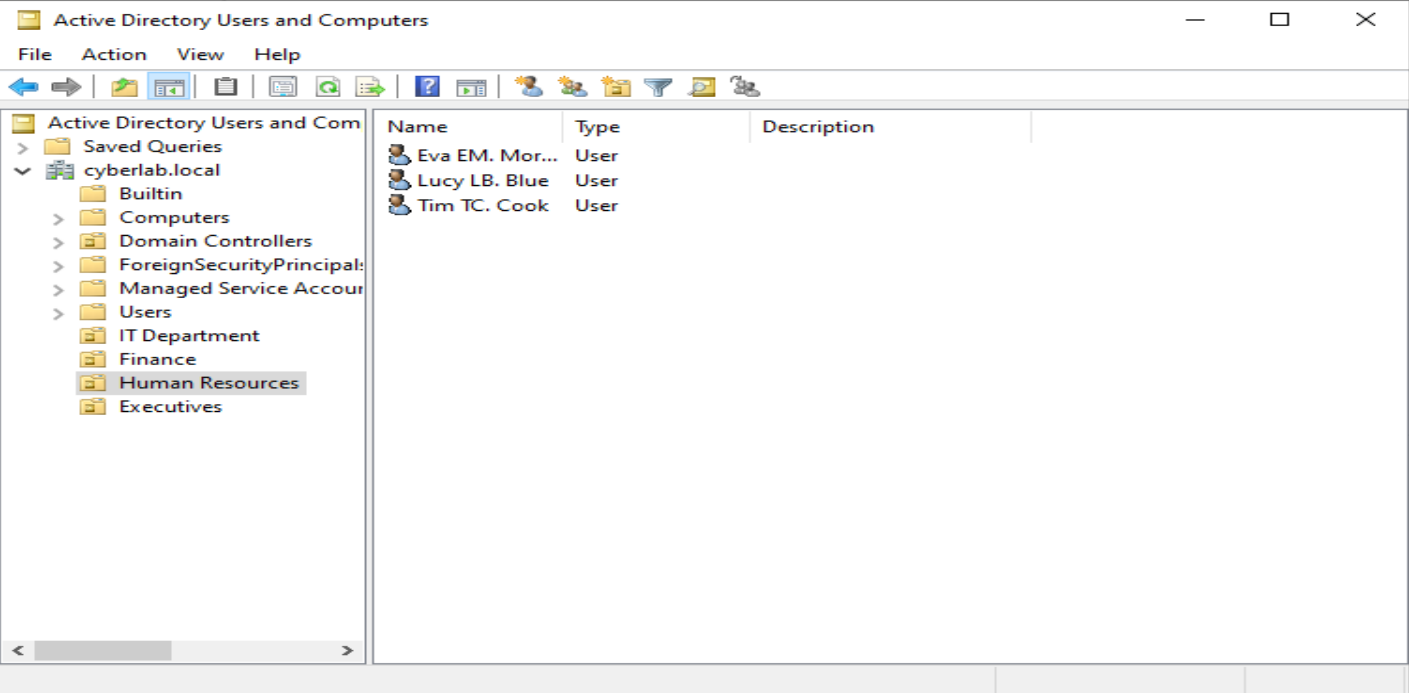 Active Directory Users and Computers
File Action View Help
Active Directory Users and Com
Saved Queries
cyberlab.local
Builtin
Computers
Domain Controllers
ForeignSecurityPrincipals
Managed Service Accour
Users
IT Department
Finance
Human Resources
Executives
Name Type Description
Eva EM. Mor... User
Lucy LB. Blue User
Tim TC. Cook User